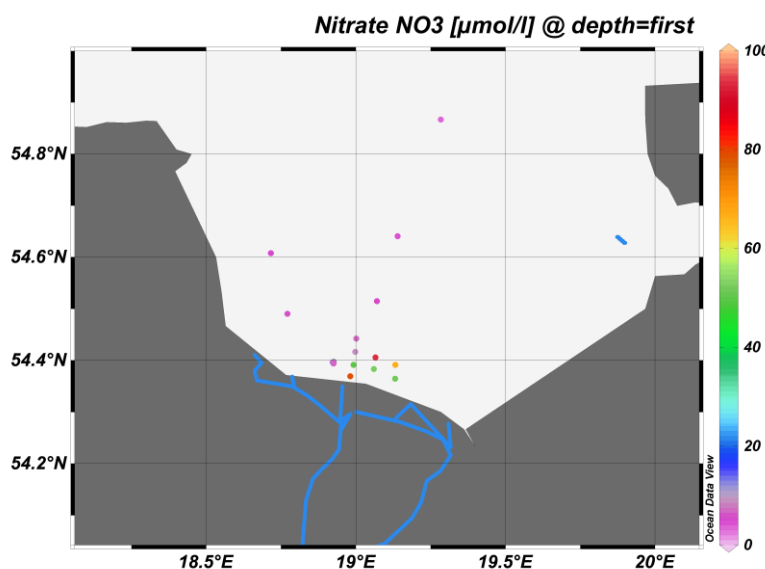 Nitrate NO3 [µmol/l] @ depth=first
54.8°N
54.6°N
54.4°N
54.2°N
18.5°E
19°E
19.5°E
20°E
100
80
60
40
20
0
Ocean Data View